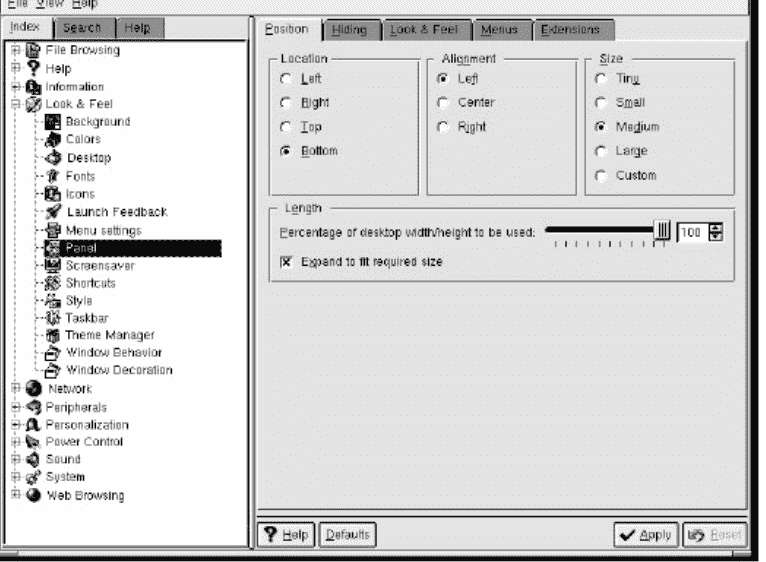 File View Help
Index Search Help
File Browsing
Help
Information
Look & Feel
Background
Colors
Desktop
Fonts
Icons
Launch Feedback
Menu settings
Panel
Screensaver
Shortcuts
Style
Taskbar
Theme Manager
Window Behavior
Window Decoration
Network
Peripherals
Personalization
Power Control
Sound
System
Web Browsing
Position Hiding Look & Feel Menus Extensions
Location
Left
Right
Top
Bottom
Alignment
Left
Center
Right
Size
Tiny
Small
Medium
Large
Custom
Length
Percentage of desktop width/height to be used: 100
Expand to fit required size
Help Defaults Apply Reset